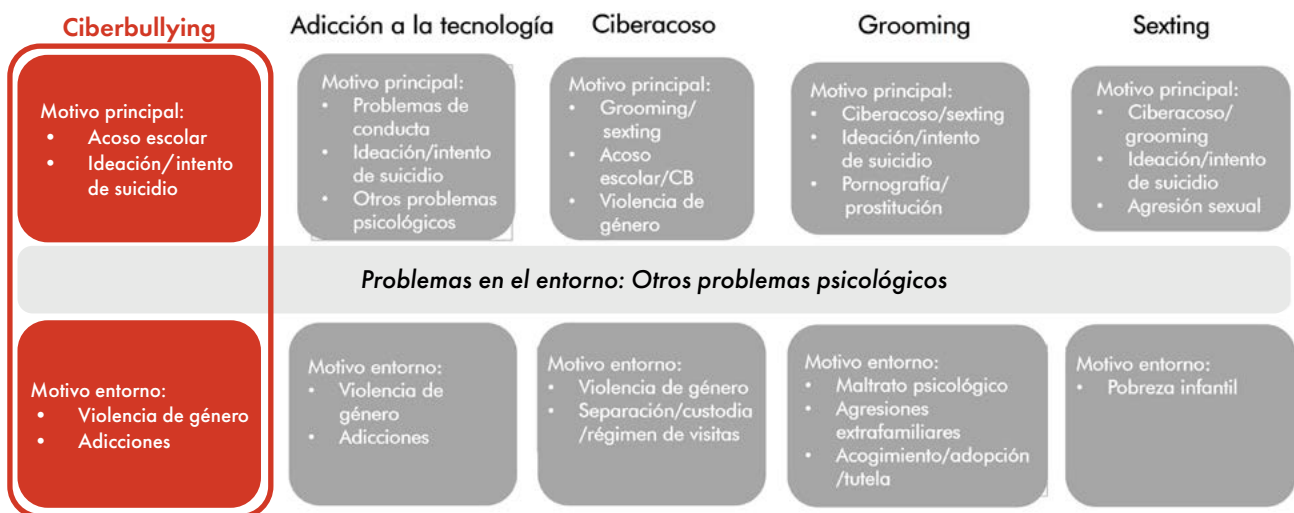 Ciberbullying
Motivo principal:
• Acoso escolar
• Ideación/intento
de suicidio
Adicción a la tecnología
Motivo principal:
• Problemas de
conducta
• Ideación/intento
de suicidio
• Otros problemas
psicológicos
Ciberacoso
Motivo principal:
• Grooming/
sexting
• Acoso
escolar/CB
• Violencia de
género
Grooming
Motivo principal:
• Ciberacoso/sexting
• Ideación/intento
de suicidio
• Pornografía/
prostitución
Sexting
Motivo principal:
• Ciberacoso/
grooming
• Ideación/intento
de suicidio
• Agresión sexual
Problemas en el entorno: Otros problemas psicológicos
Motivo entorno:
• Violencia de género
• Adicciones
Motivo entorno:
• Violencia de
género
• Adicciones
Motivo entorno:
• Violencia de género
• Separación/custodia
/régimen de visitas
Motivo entorno:
• Maltrato psicológico
• Agresiones
extrafamiliares
• Acogimiento/adopción
/tutela
Motivo entorno:
• Pobreza infantil